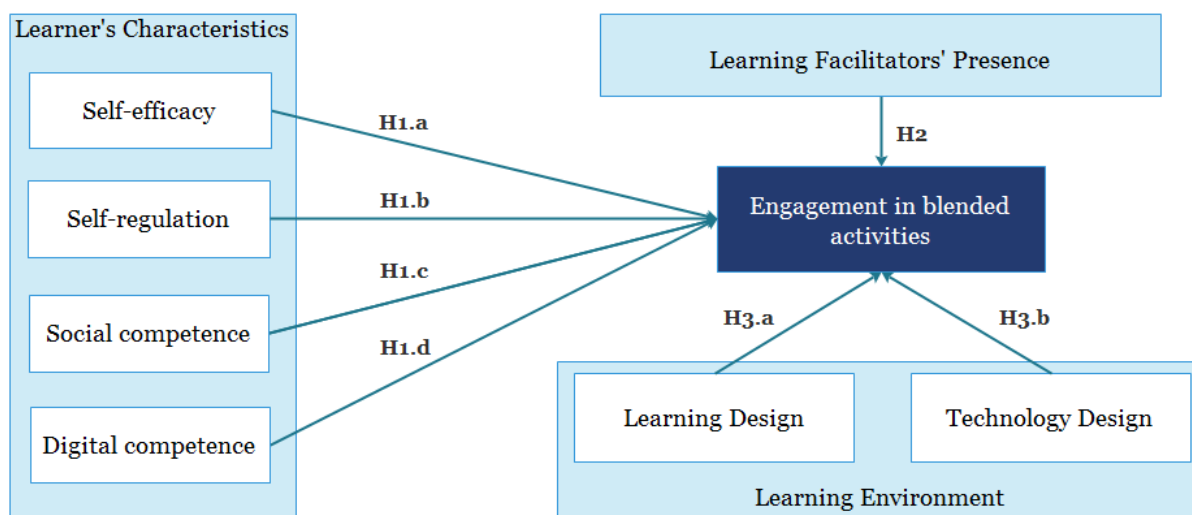 Learner's Characteristics
Self-efficacy
Self-regulation
Social competence
Digital competence
H1.a
H1.b
H1.c
H1.d
Learning Facilitators' Presence
H2
Engagement in blended
activities
H3.a
H3.b
Learning Design
Technology Design
Learning Environment